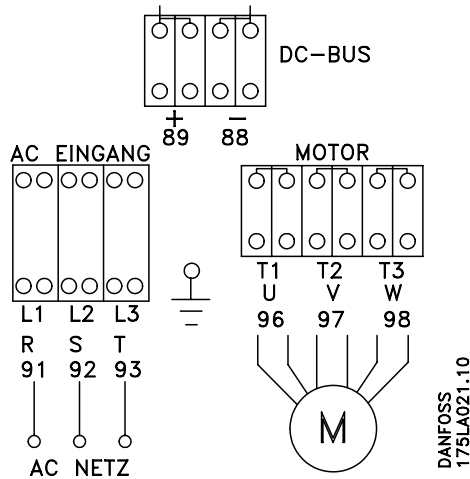 DC-BUS
+ −
89 88
AC EINGANG
MOTOR
L1 L2 L3
R S T
91 92 93
AC NETZ
T1 T2 T3
U V W
96 97 98
M
DANFOSS
175LA021.10